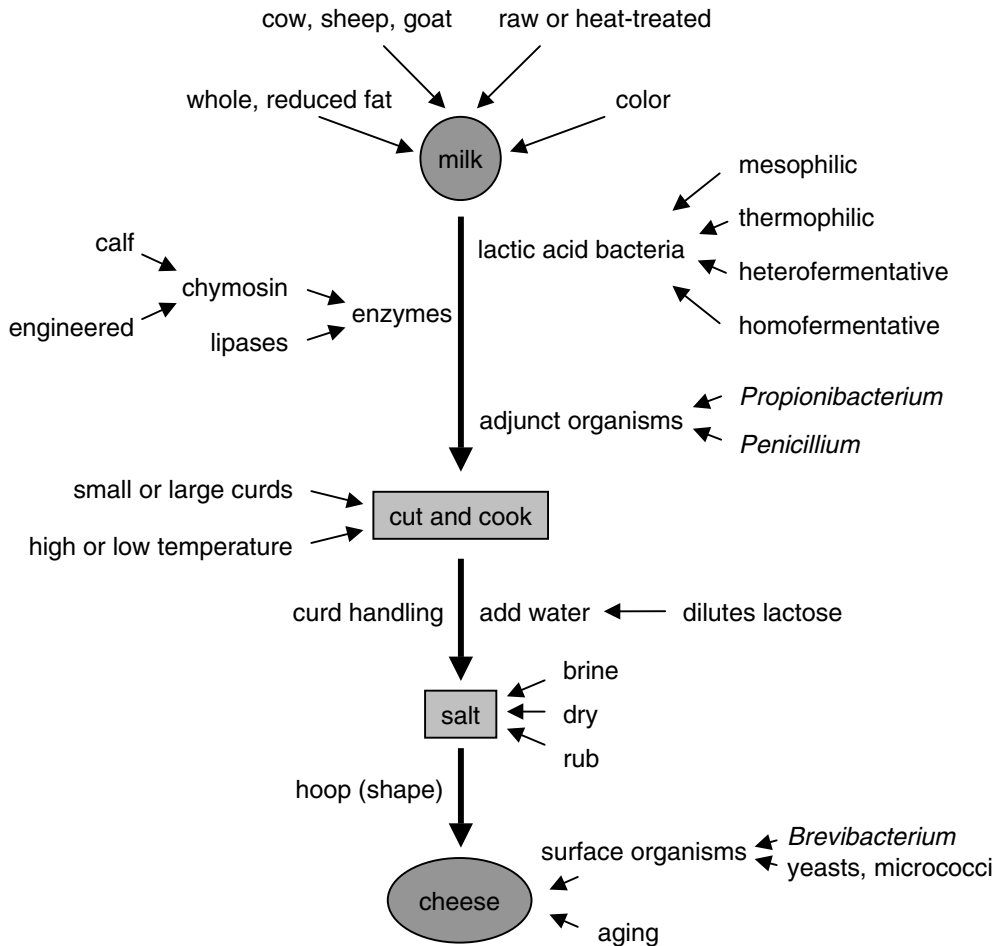 cow, sheep, goat
raw or heat-treated
whole, reduced fat
color
milk
mesophilic
thermophilic
lactic acid bacteria
heterofermentative
homofermentative
calf
chymosin
engineered
enzymes
lipases
Propionibacterium
adjunct organisms
Penicillium
small or large curds
cut and cook
high or low temperature
curd handling
add water
dilutes lactose
brine
salt
dry
rub
hoop (shape)
Brevibacterium
surface organisms
yeasts, micrococci
cheese
aging